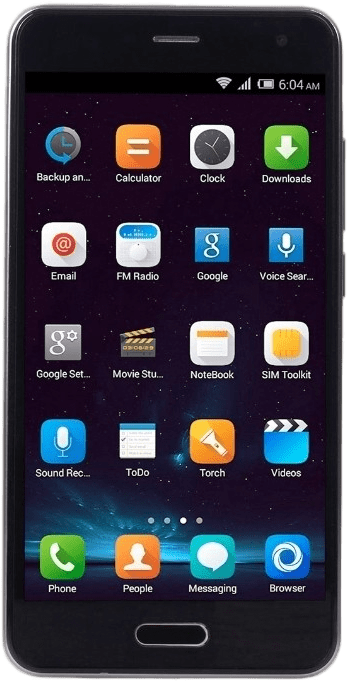 6:04 AM
Backup an... Calculator Clock Downloads
@
Email FM Radio Google Voice Sear...
g
g
Google Set... Movie Stu... NoteBook SIM Toolkit
Sound Rec... ToDo Torch Videos
Phone People Messaging Browser